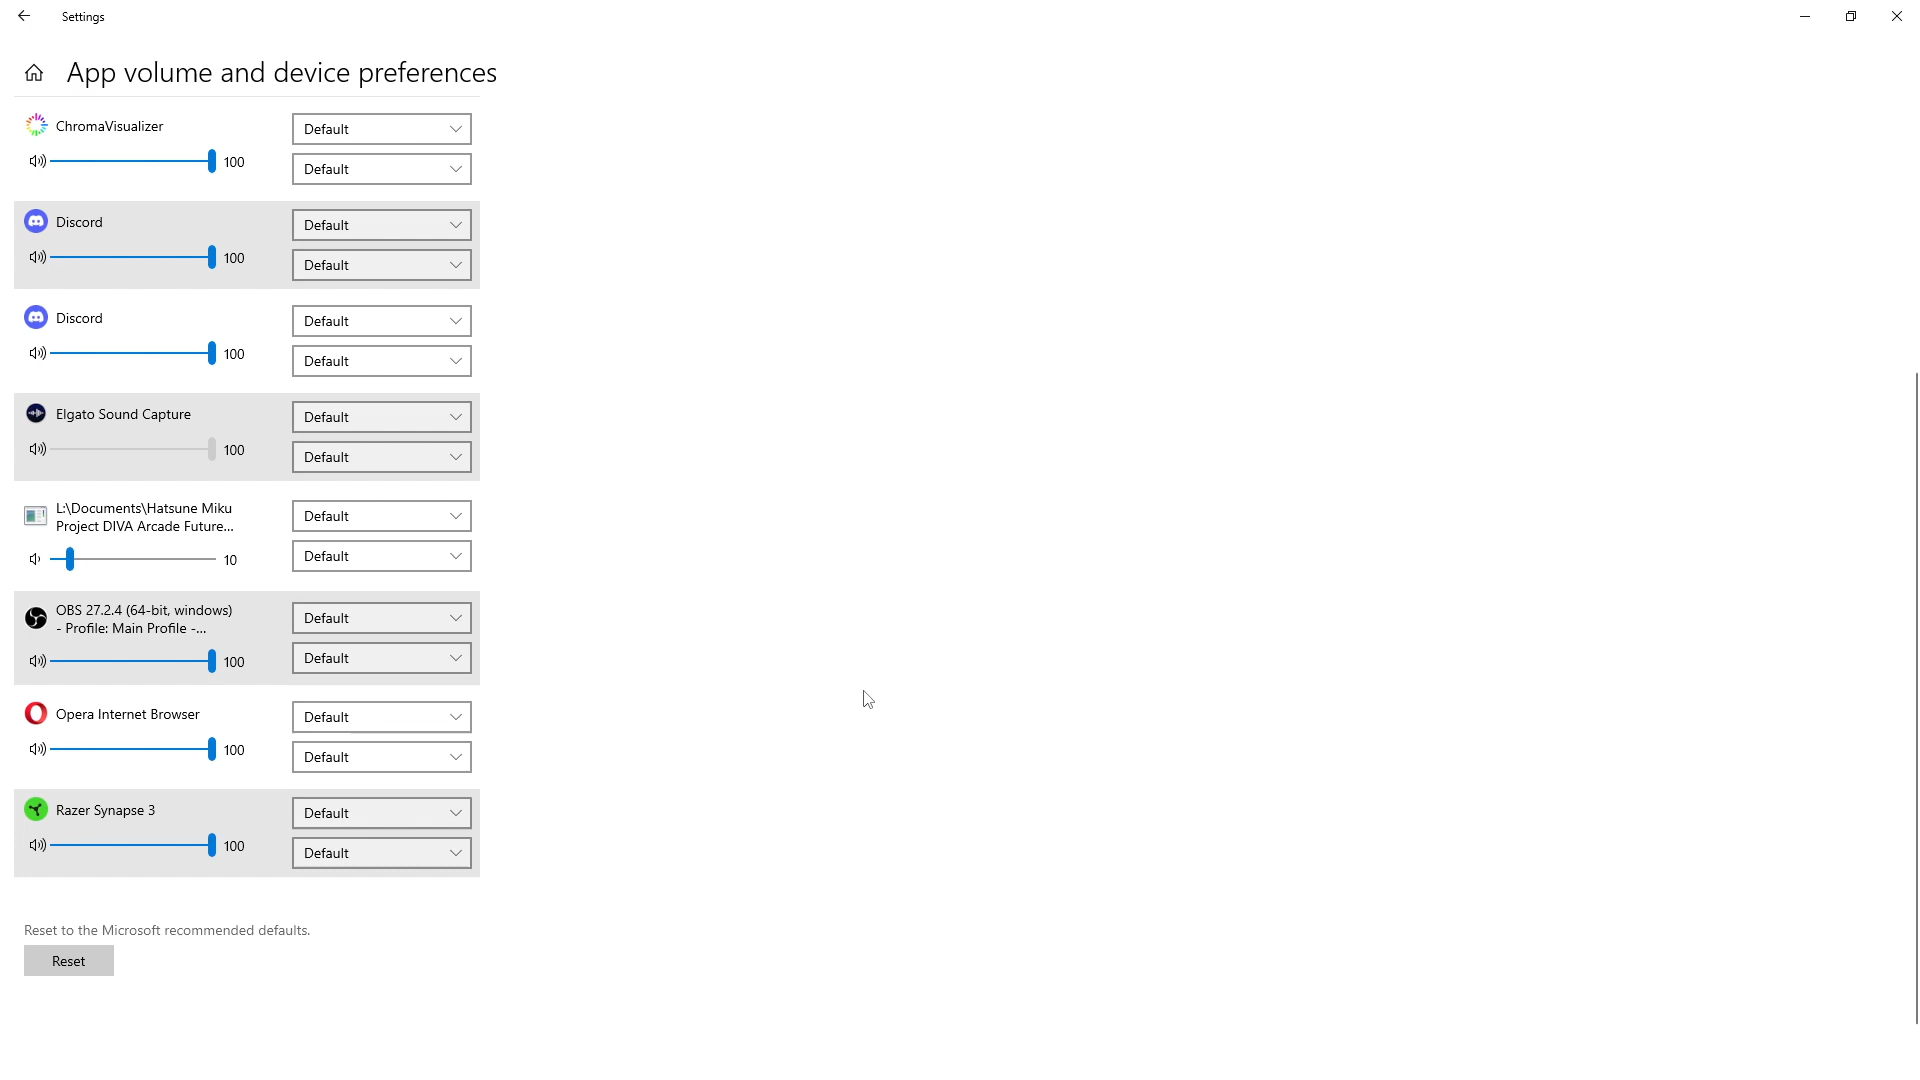 Settings
App volume and device preferences
ChromaVisualizer
Default
100
Default
Discord
Default
100
Default
Discord
Default
100
Default
Elgato Sound Capture
Default
100
Default
L:\Documents\Hatsune Miku
Project DIVA Arcade Future...
Default
10
Default
OBS 27.2.4 (64-bit, windows)
- Profile: Main Profile -...
Default
100
Default
Opera Internet Browser
Default
100
Default
Razer Synapse 3
Default
100
Default
Reset to the Microsoft recommended defaults.
Reset